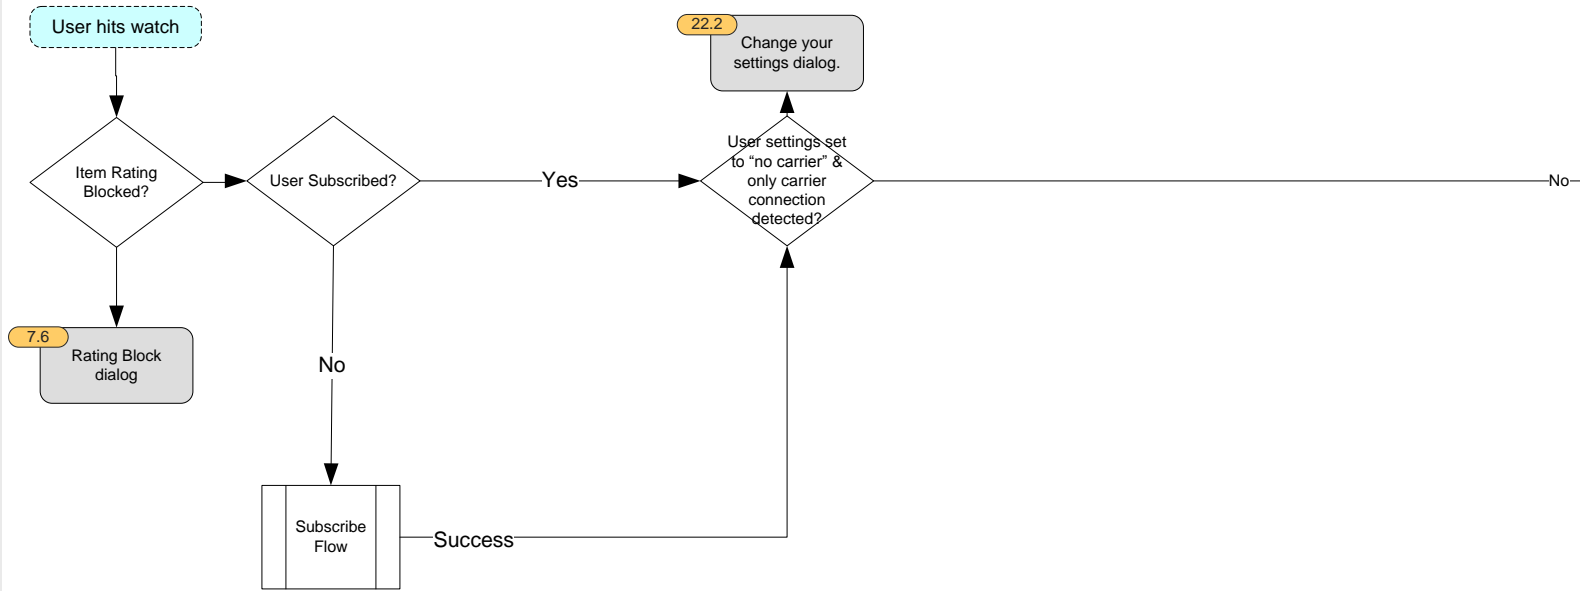 User hits watch
22.2
Change your
settings dialog.
Item Rating
Blocked?
User Subscribed?
Yes
User settings set
to “no carrier” &
only carrier
connection
detected?
No
7.6
Rating Block
dialog
No
Subscribe
Flow
Success